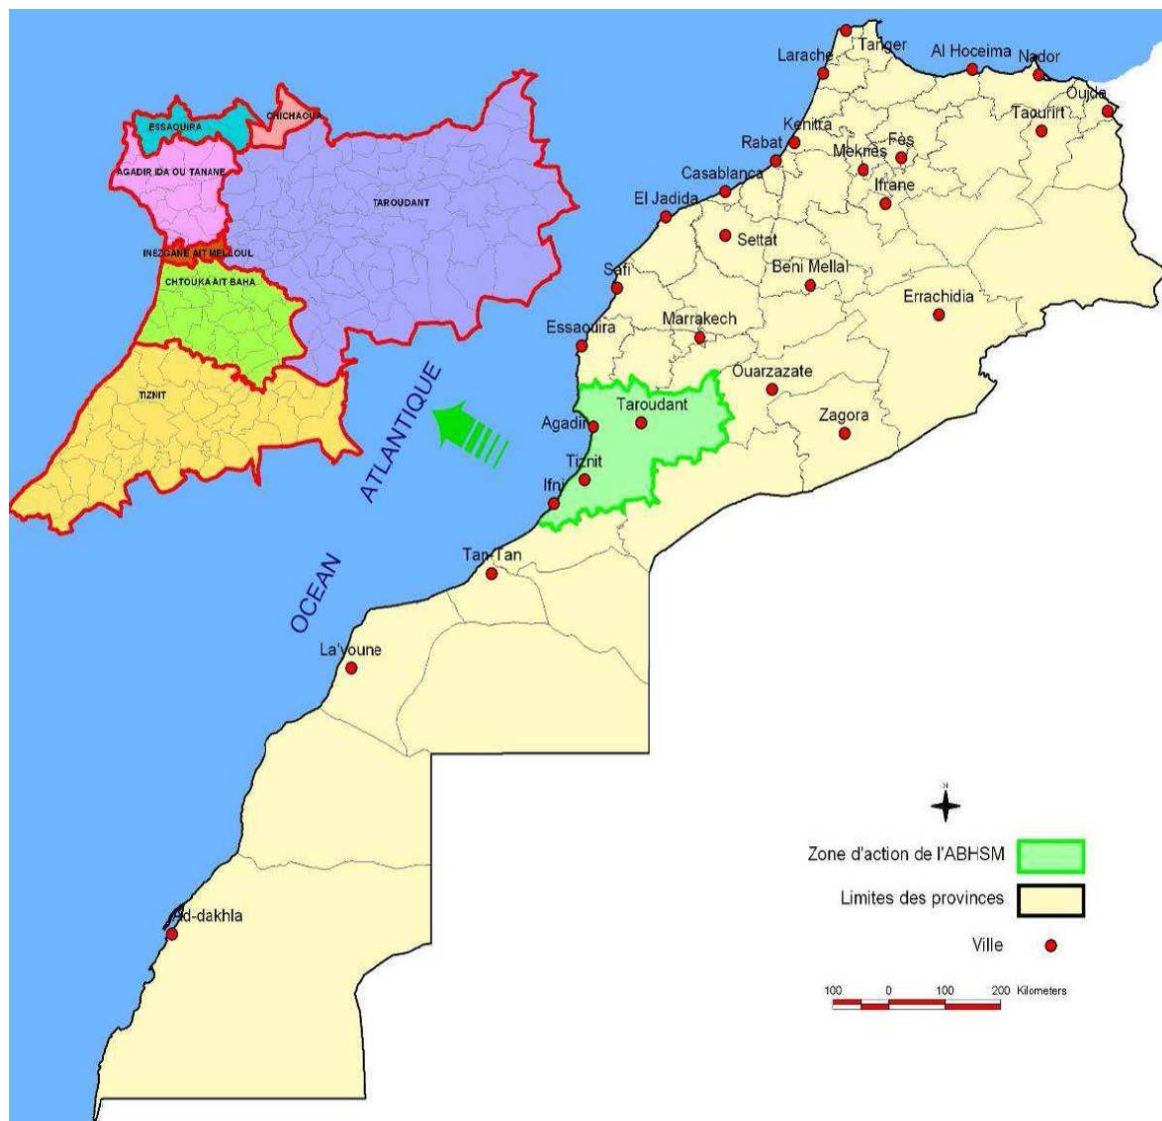 Tanger
Larache
Al Hoceima
Nador
Oujda
Taourirt
Kenitra
Rabat
Meknès
Fès
Ifrane
Casablanca
El Jadida
Settat
Safi
Beni Mellal
Errachidia
Essaouira
Marrakech
Ouarzazate
Zagora
Agadir
Taroudant
Tiznit
Ifni
Tan-Tan
La'youne
Ad-dakhla
ESSAOUIRA
CHICHAOUA
AGADIR IDA OU TANANE
TAROUDANT
INEZGANE AIT MELLOUL
CHTOUKA AIT BAHA
TIZNIT
OCEAN ATLANTIQUE
N
Zone d'action de l'ABHSM
Limites des provinces
Ville
100 0 100 200 Kilometers